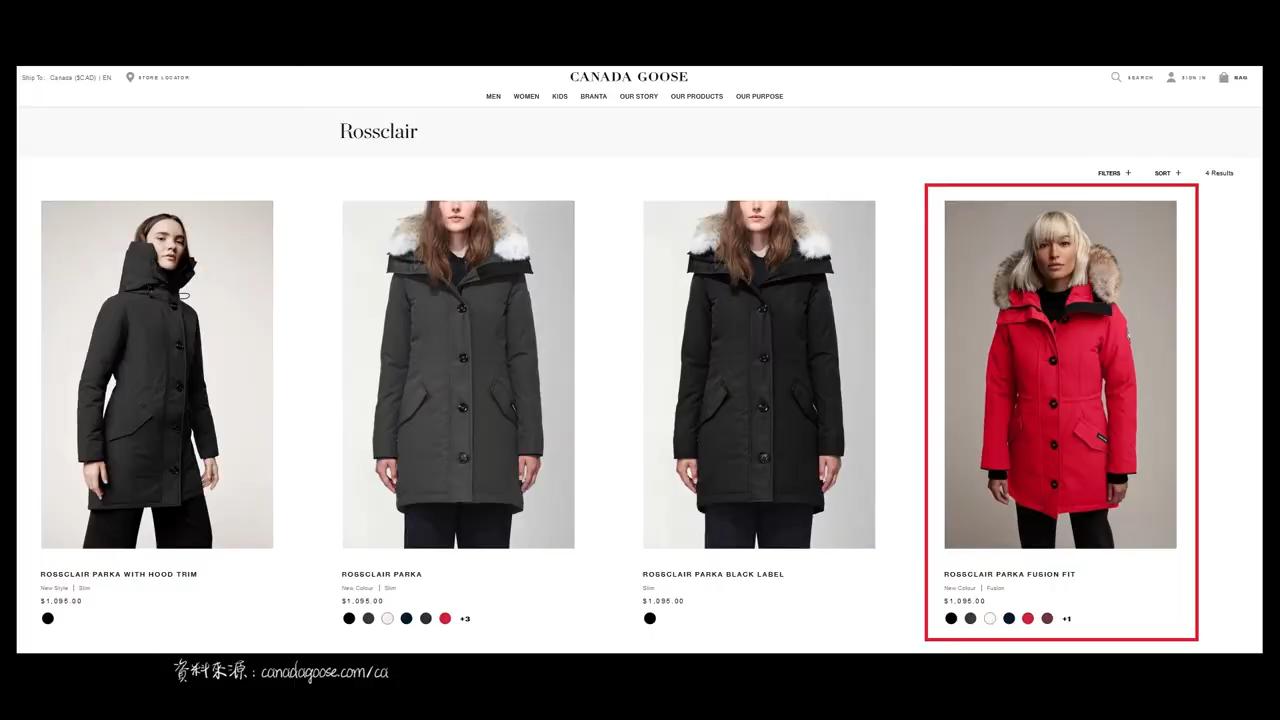 Ship To: Canada ($CAD) | EN
STORE LOCATOR
CANADA GOOSE
SEARCH
SIGN IN
BAG
MEN WOMEN KIDS BRANTA OUR STORY OUR PRODUCTS OUR PURPOSE
Rossclair
FILTERS + SORT + 4 Results
ROSSCLAIR PARKA WITH HOOD TRIM
New Style | Slim
$1,095.00
ROSSCLAIR PARKA
New Colour | Slim
$1,095.00
+3
ROSSCLAIR PARKA BLACK LABEL
Slim
$1,095.00
ROSSCLAIR PARKA FUSION FIT
New Colour | Fusion
$1,095.00
+1
資料來源：canadagoose.com/ca